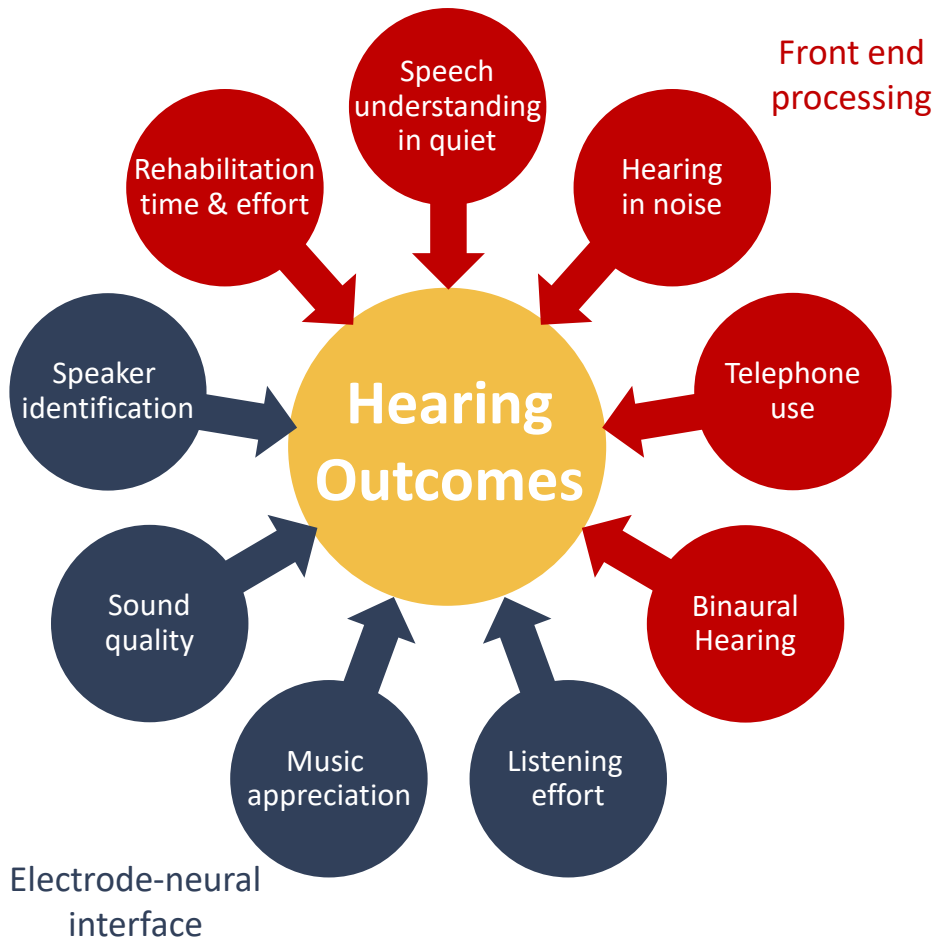 Front end
processing
Speech
understanding
in quiet
Hearing
in noise
Telephone
use
Binaural
Hearing
Listening
effort
Music
appreciation
Sound
quality
Speaker
identification
Rehabilitation
time & effort
Hearing
Outcomes
Electrode-neural
interface